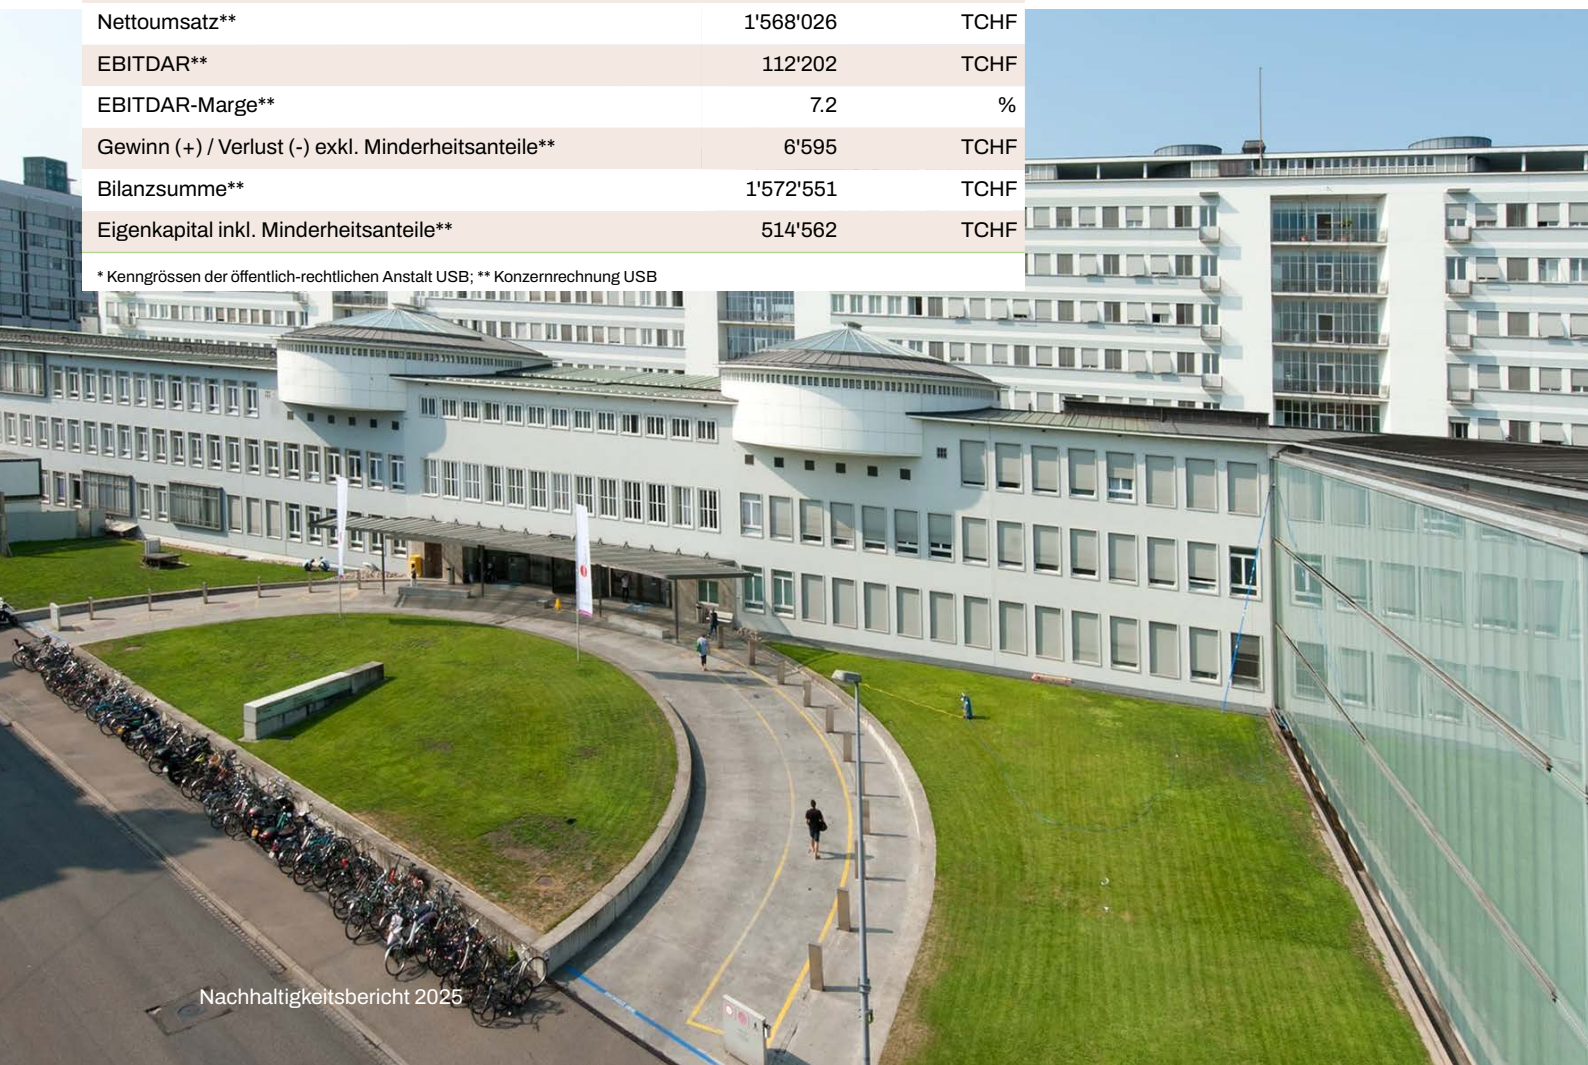 Nettoumsatz** 1'568'026 TCHF
EBITDAR** 112'202 TCHF
EBITDAR-Marge** 7.2 %
Gewinn (+) / Verlust (-) exkl. Minderheitsanteile** 6'595 TCHF
Bilanzsumme** 1'572'551 TCHF
Eigenkapital inkl. Minderheitsanteile** 514'562 TCHF
* Kenngrössen der öffentlich-rechtlichen Anstalt USB; ** Konzernrechnung USB
Nachhaltigkeitsbericht 2025